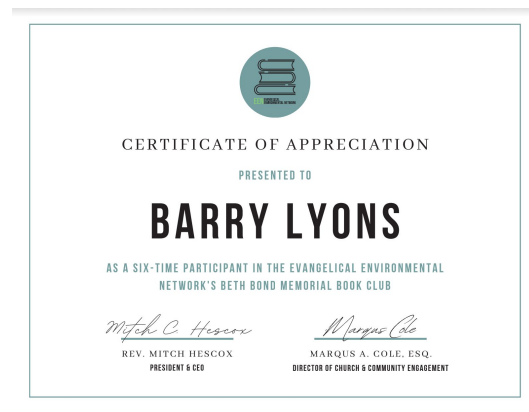 CERTIFICATE OF APPRECIATION
PRESENTED TO
BARRY LYONS
AS A SIX-TIME PARTICIPANT IN THE EVANGELICAL ENVIRONMENTAL
NETWORK'S BETH BOND MEMORIAL BOOK CLUB
Mitch C. Hescox
Marqus Cole
REV. MITCH HESCOX
MARQUS A. COLE, ESQ.
PRESIDENT & CEO
DIRECTOR OF CHURCH & COMMUNITY ENGAGEMENT